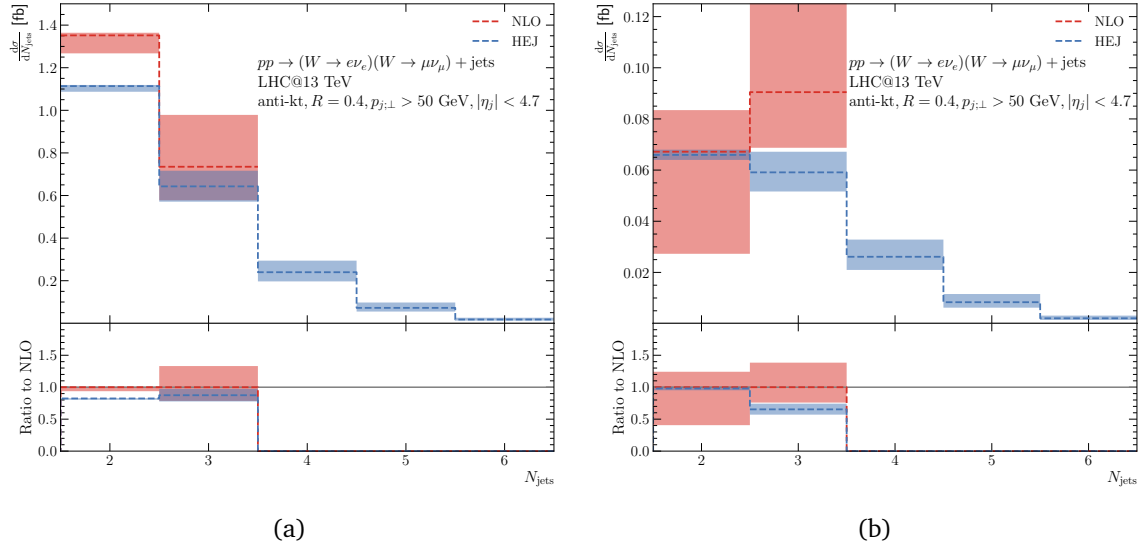 dσ/dN_jets [fb]
1.4
1.2
1.0
0.8
0.6
0.4
0.2
NLO
HEJ
pp → (W → eν_e)(W → μν_μ) + jets
LHC@13 TeV
anti-kt, R = 0.4, p_{j;⊥} > 50 GeV, |η_j| < 4.7
Ratio to NLO
1.5
1.0
0.5
0.0
2 3 4 5 6
N_jets
(a)
dσ/dN_jets [fb]
0.12
0.10
0.08
0.06
0.04
0.02
NLO
HEJ
pp → (W → eν_e)(W → μν_μ) + jets
LHC@13 TeV
anti-kt, R = 0.4, p_{j;⊥} > 50 GeV, |η_j| < 4.7
Ratio to NLO
1.5
1.0
0.5
0.0
2 3 4 5 6
N_jets
(b)